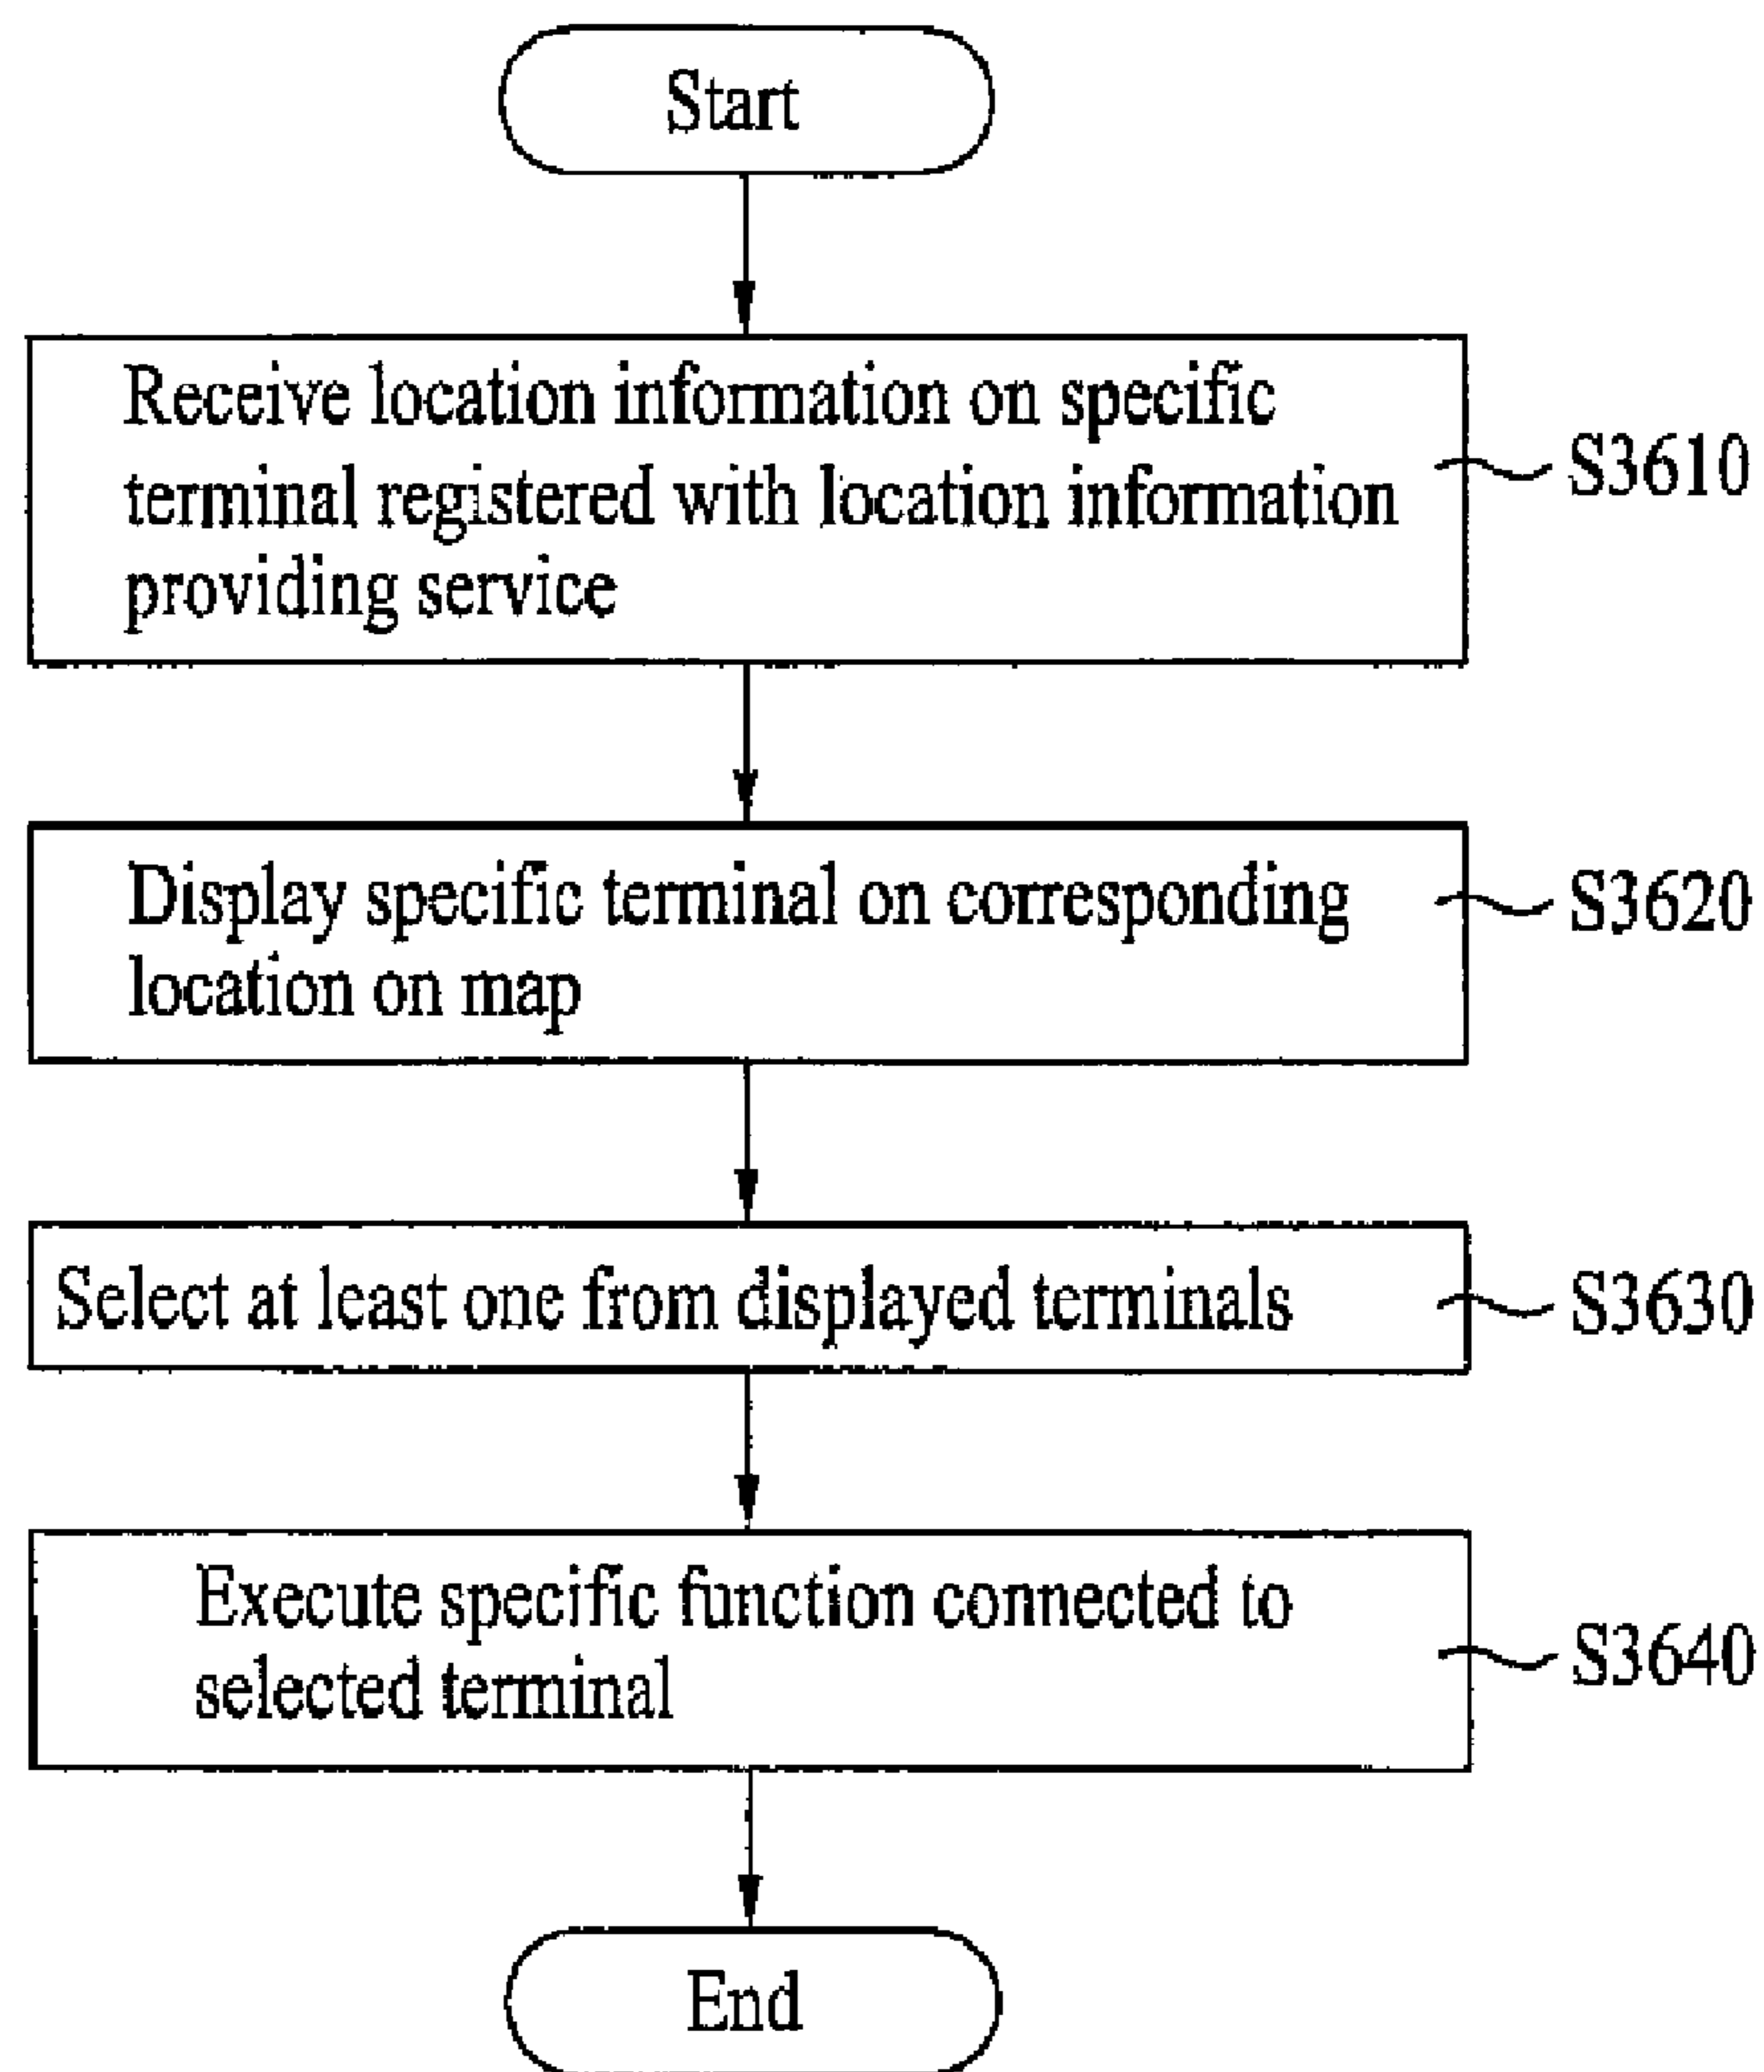 Start
Receive location information on specific
terminal registered with location information
providing service
S3610
Display specific terminal on corresponding
location on map
S3620
Select at least one from displayed terminals
S3630
Execute specific function connected to
selected terminal
S3640
End